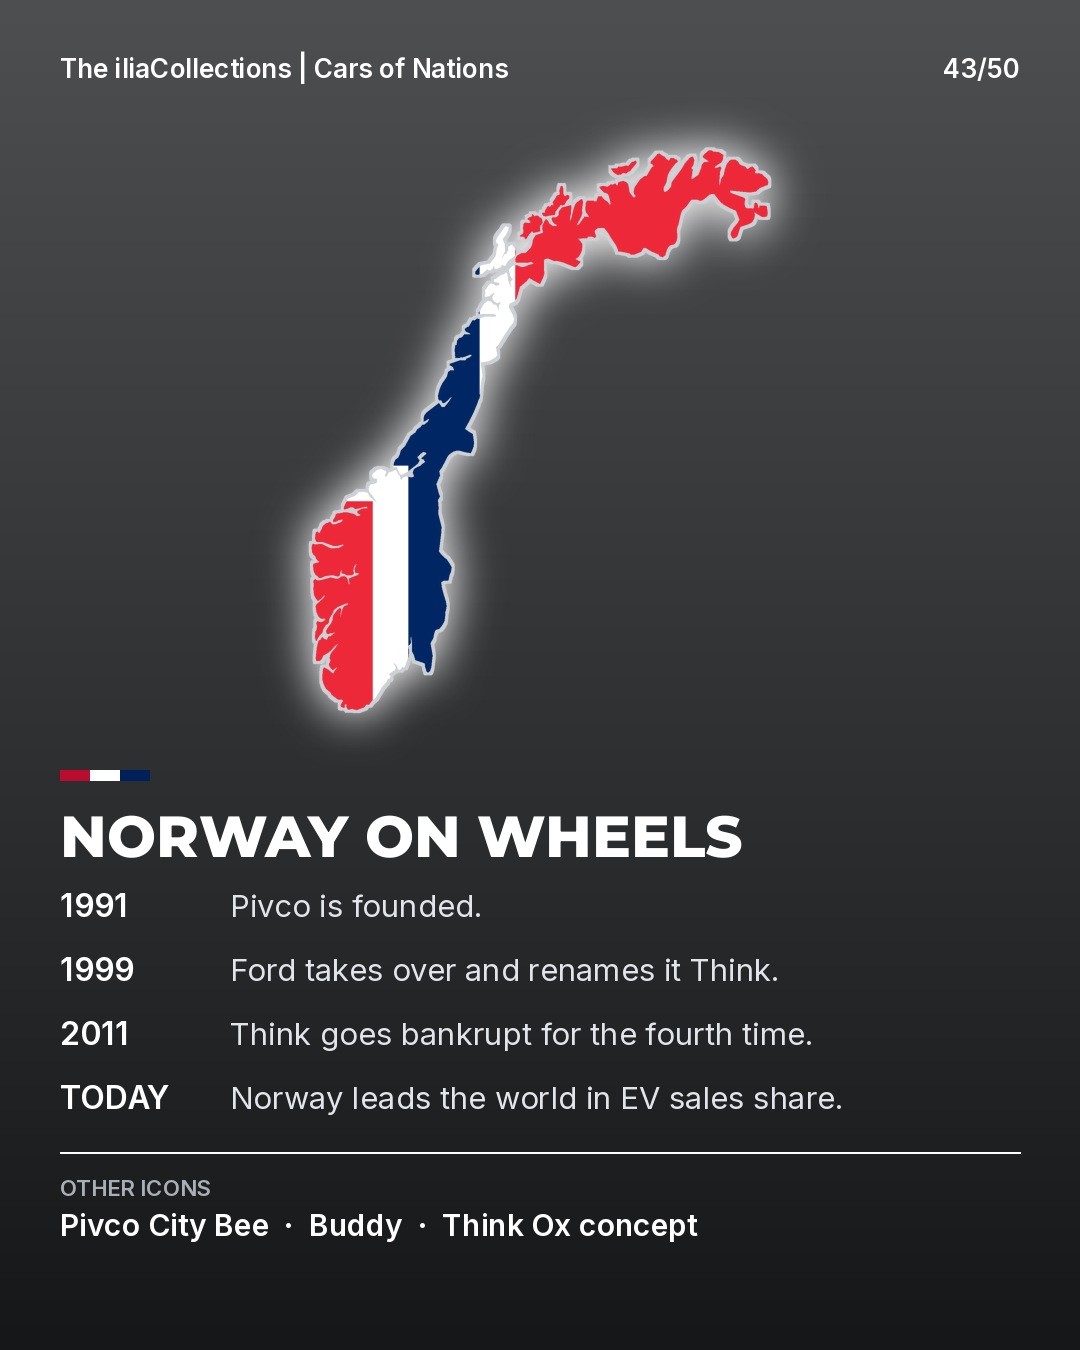 The iliaCollections | Cars of Nations
43/50
NORWAY ON WHEELS
1991 Pivco is founded.
1999 Ford takes over and renames it Think.
2011 Think goes bankrupt for the fourth time.
TODAY Norway leads the world in EV sales share.
OTHER ICONS
Pivco City Bee · Buddy · Think Ox concept